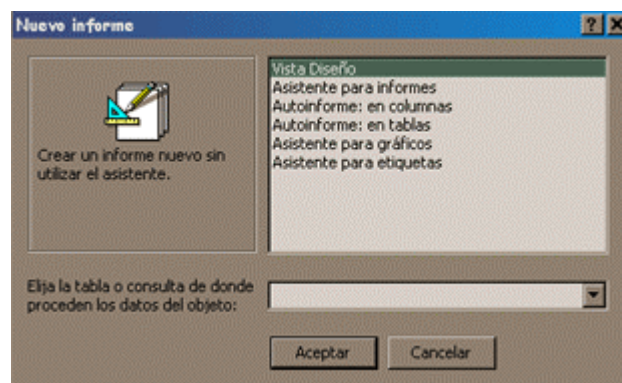 Nuevo informe
Vista Diseño
Asistente para informes
Autoinforme: en columnas
Autoinforme: en tablas
Asistente para gráficos
Asistente para etiquetas
Crear un informe nuevo sin
utilizar el asistente.
Elija la tabla o consulta de donde
proceden los datos del objeto:
Aceptar
Cancelar